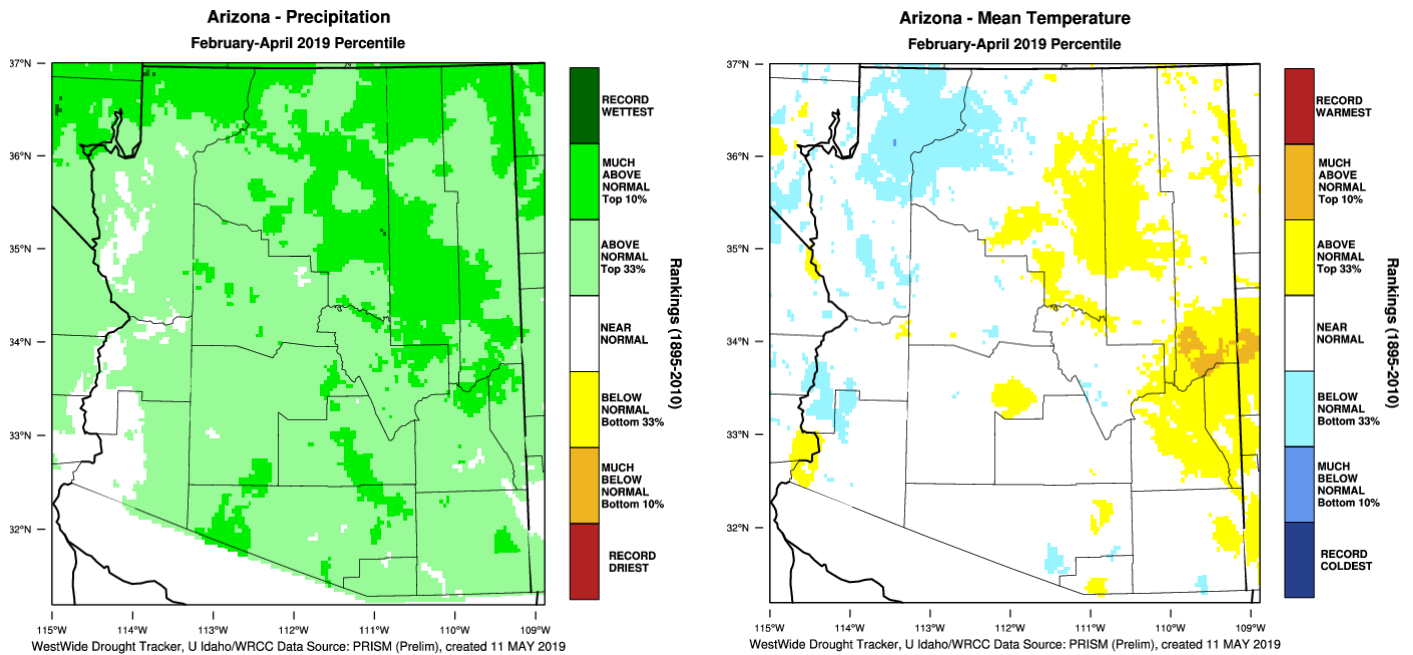 Arizona - Precipitation
February-April 2019 Percentile
37°N
36°N
35°N
34°N
33°N
32°N
115°W
114°W
113°W
112°W
111°W
110°W
109°W
RECORD
WETTEST
MUCH
ABOVE
NORMAL
Top 10%
ABOVE
NORMAL
Top 33%
NEAR
NORMAL
BELOW
NORMAL
Bottom 33%
MUCH
BELOW
NORMAL
Bottom 10%
RECORD
DRIEST
Rankings (1895-2010)
WestWide Drought Tracker, U Idaho/WRCC Data Source: PRISM (Prelim), created 11 MAY 2019
Arizona - Mean Temperature
February-April 2019 Percentile
37°N
36°N
35°N
34°N
33°N
32°N
115°W
114°W
113°W
112°W
111°W
110°W
109°W
RECORD
WARMEST
MUCH
ABOVE
NORMAL
Top 10%
ABOVE
NORMAL
Top 33%
NEAR
NORMAL
BELOW
NORMAL
Bottom 33%
MUCH
BELOW
NORMAL
Bottom 10%
RECORD
COLDEST
Rankings (1895-2010)
WestWide Drought Tracker, U Idaho/WRCC Data Source: PRISM (Prelim), created 11 MAY 2019